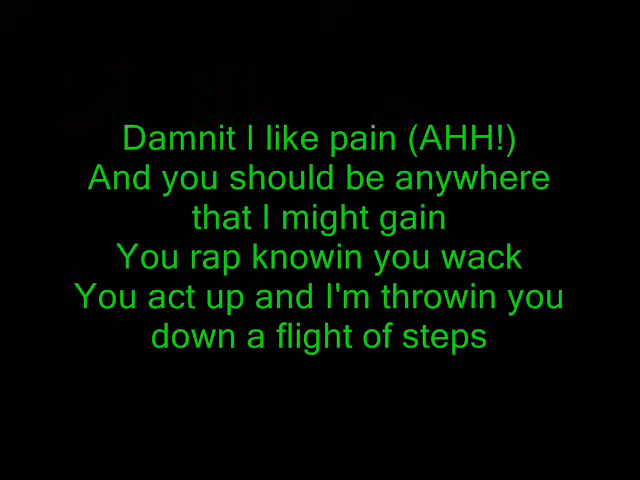 Damnit I like pain (AHH!)
And you should be anywhere
that I might gain
You rap knowin you wack
You act up and I'm throwin you
down a flight of steps